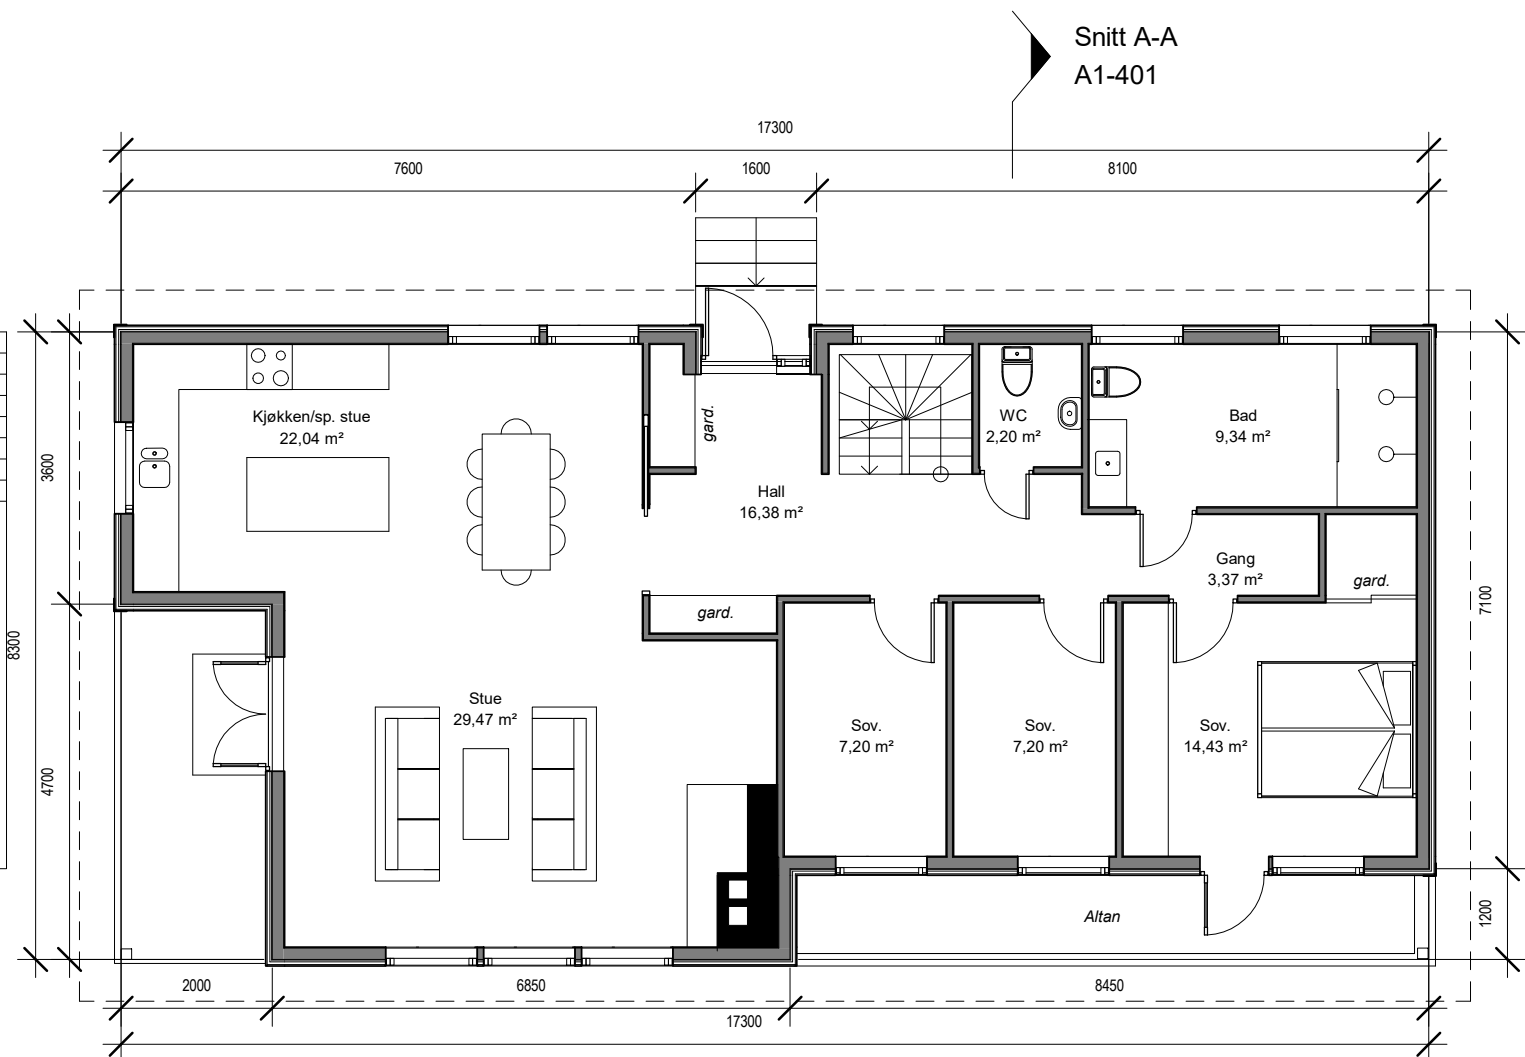 Snitt A-A
A1-401
17300
7600
1600
8100
Kjøkken/sp. stue
22,04 m²
gard.
WC
2,20 m²
Bad
9,34 m²
3600
Hall
16,38 m²
Gang
3,37 m²
gard.
gard.
8300
7100
Stue
29,47 m²
Sov.
7,20 m²
Sov.
7,20 m²
Sov.
14,43 m²
4700
Altan
1200
2000
6850
8450
17300